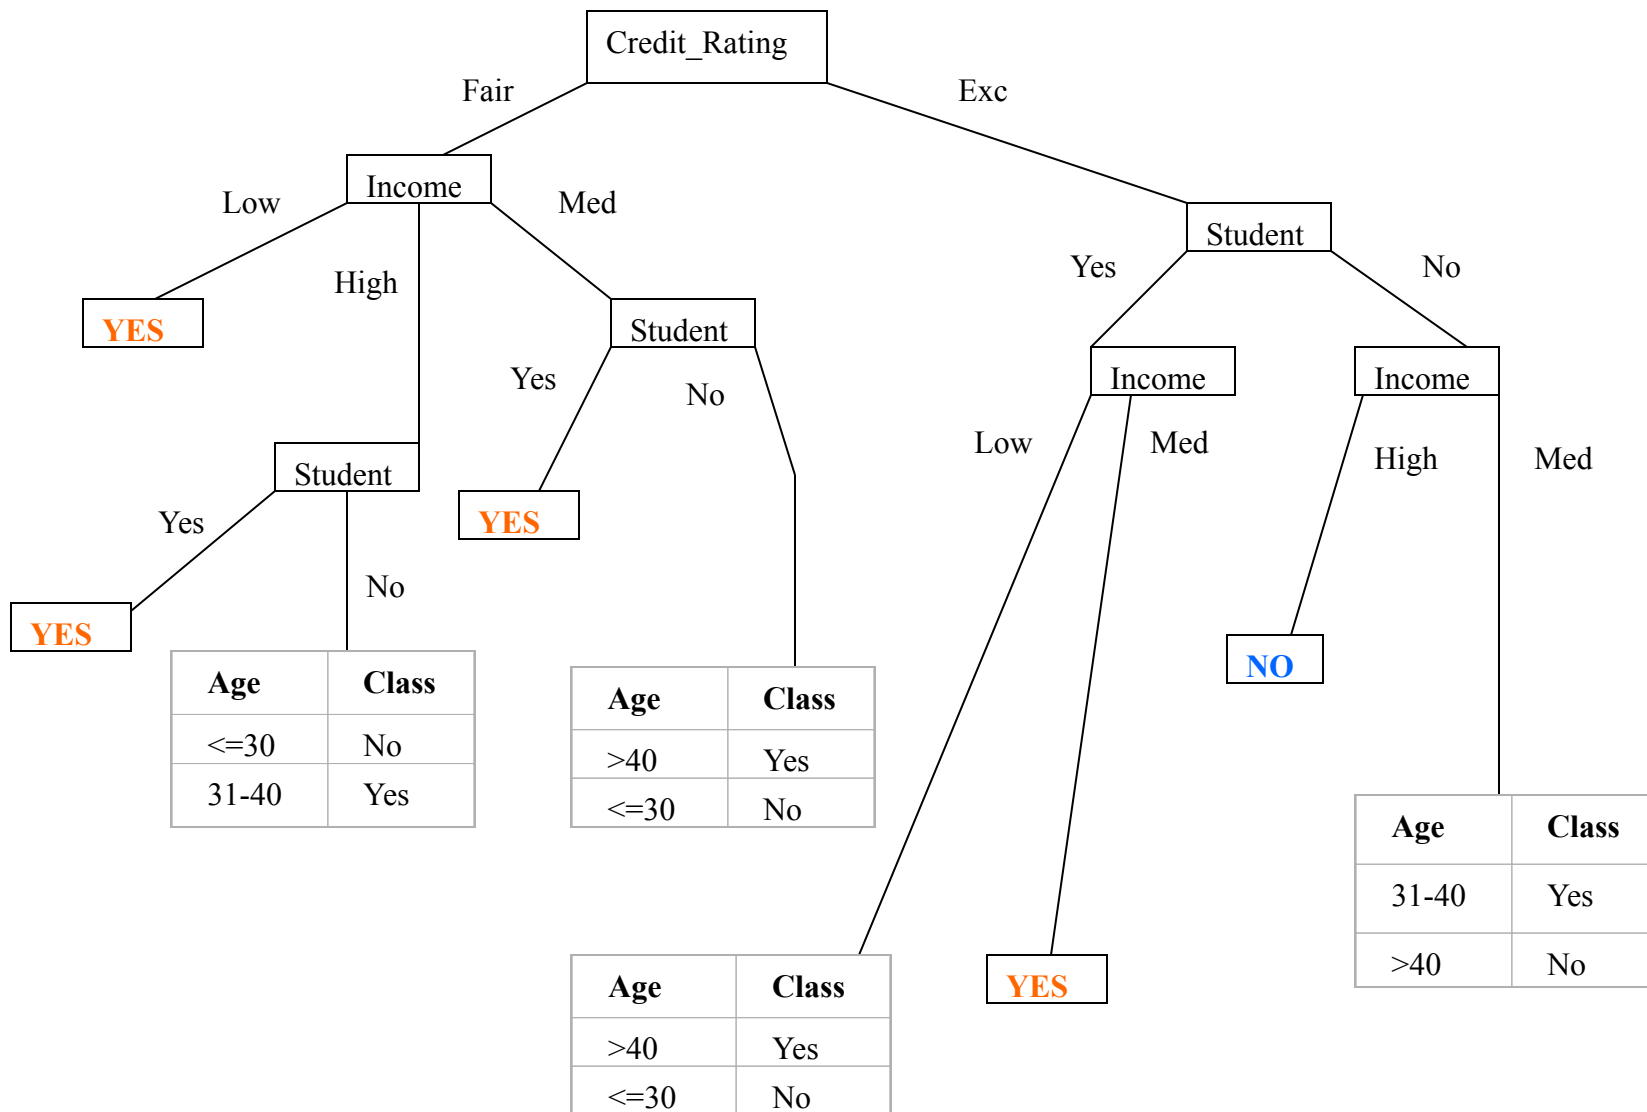 Credit_Rating
Fair
Exc
Income
Low
Med
Student
High
Yes
No
YES
Student
Yes
No
Income
Income
Low
Med
High
Med
Student
Yes
YES
No
YES
NO
Age Class
<=30 No
31-40 Yes
Age Class
>40 Yes
<=30 No
Age Class
31-40 Yes
>40 No
Age Class
>40 Yes
<=30 No
YES